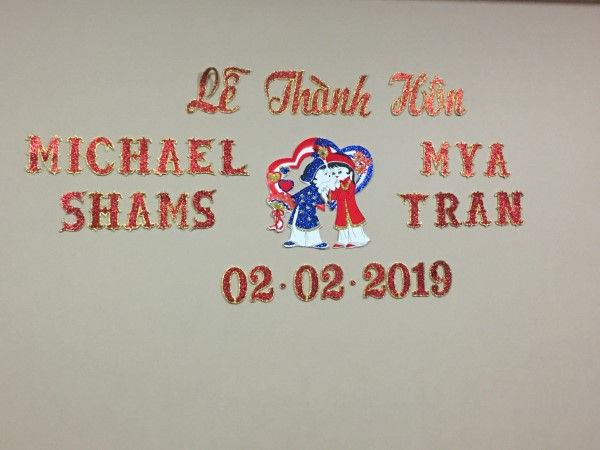 Lễ Thành Hôn
MICHAEL SHAMS
MYA TRAN
02·02·2019